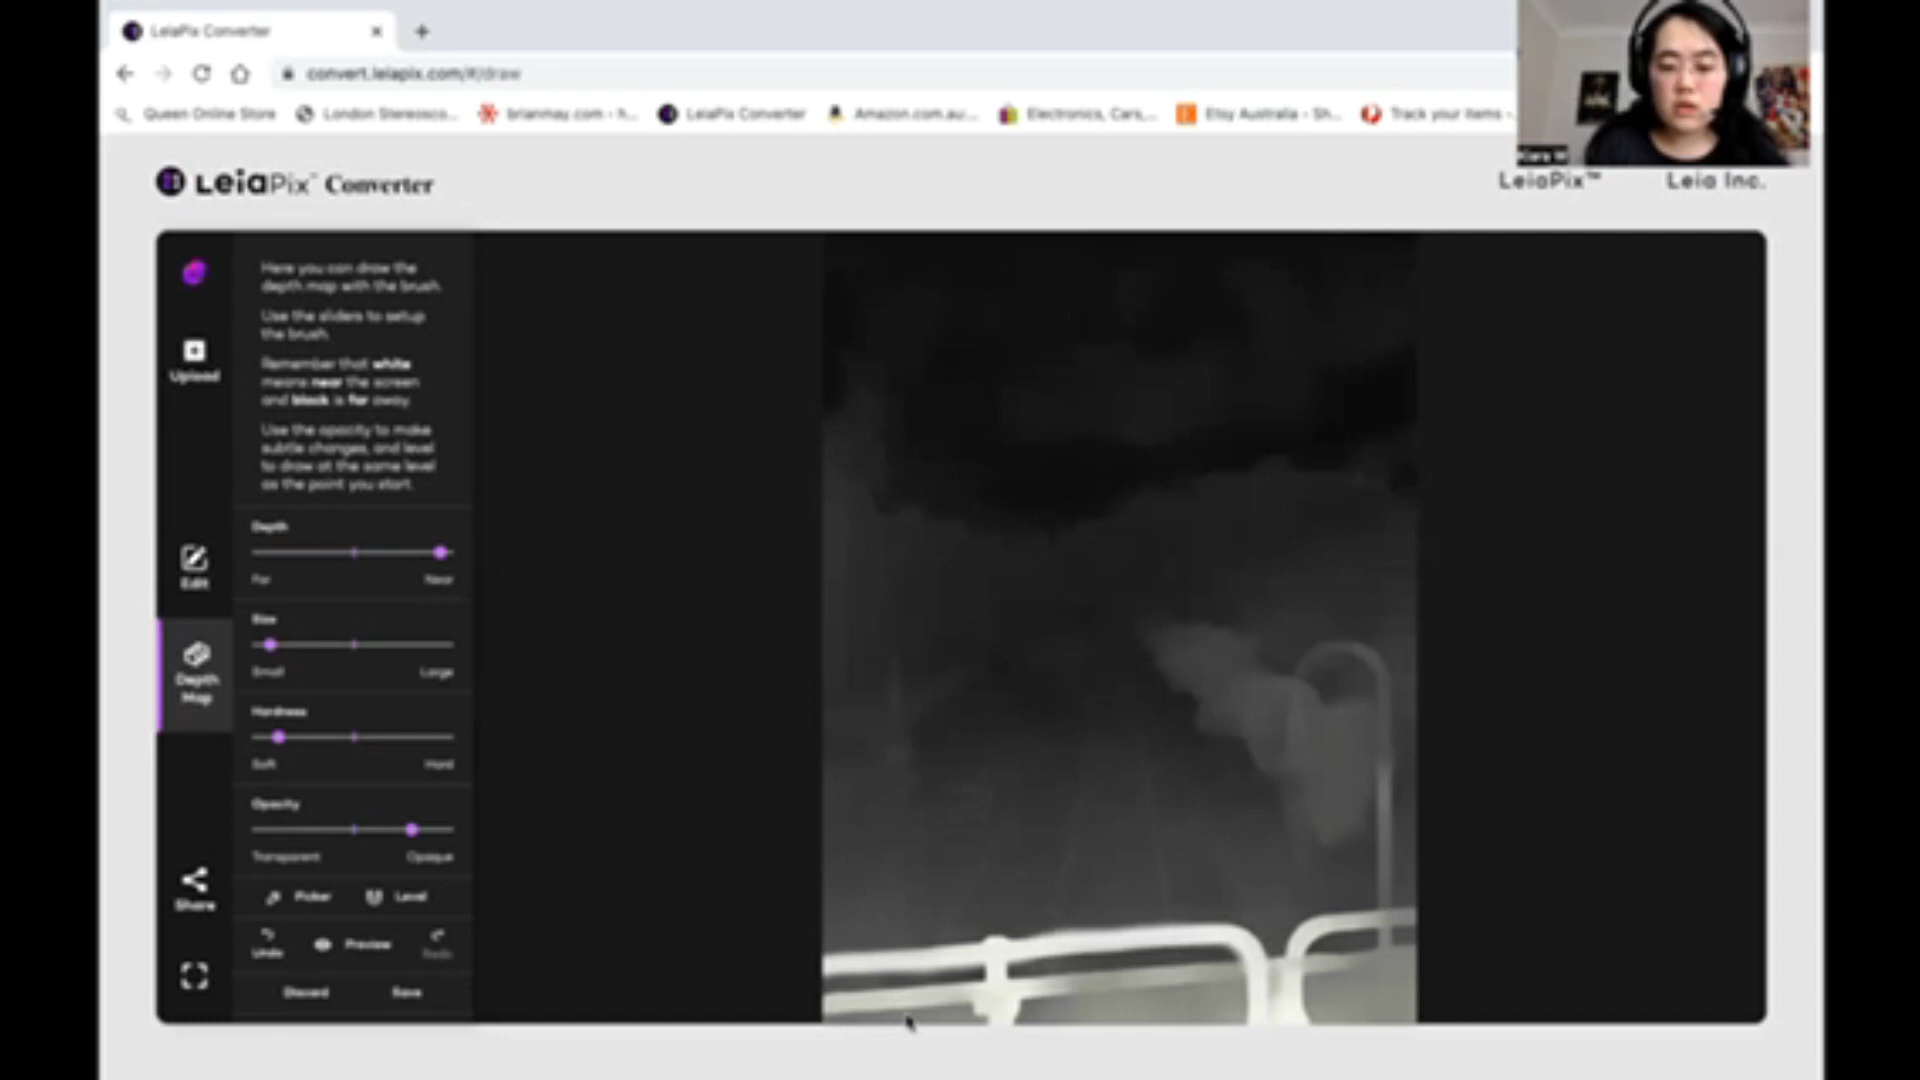 LeiaPix Converter
convert.leiapix.com/#/draw
Queen Online Store
London Stereosco...
brianmay.com - h...
LeiaPix Converter
Amazon.com.au:...
Electronics, Cars,...
Etsy Australia - Sh...
Track your items -
LeiaPix™ Converter
LeiaPix™
Leia Inc.
Here you can draw the
depth map with the brush.
Use the sliders to setup
the brush.
Remember that white
means near the screen
and black is far away.
Use the opacity to make
subtle changes, and level
to draw at the same level
as the point you start.
Upload
Edit
Depth
Map
Share
Depth
Far Near
Size
Small Large
Hardness
Soft Hard
Opacity
Transparent Opaque
Picker Level
Undo Preview Redo
Discard Save